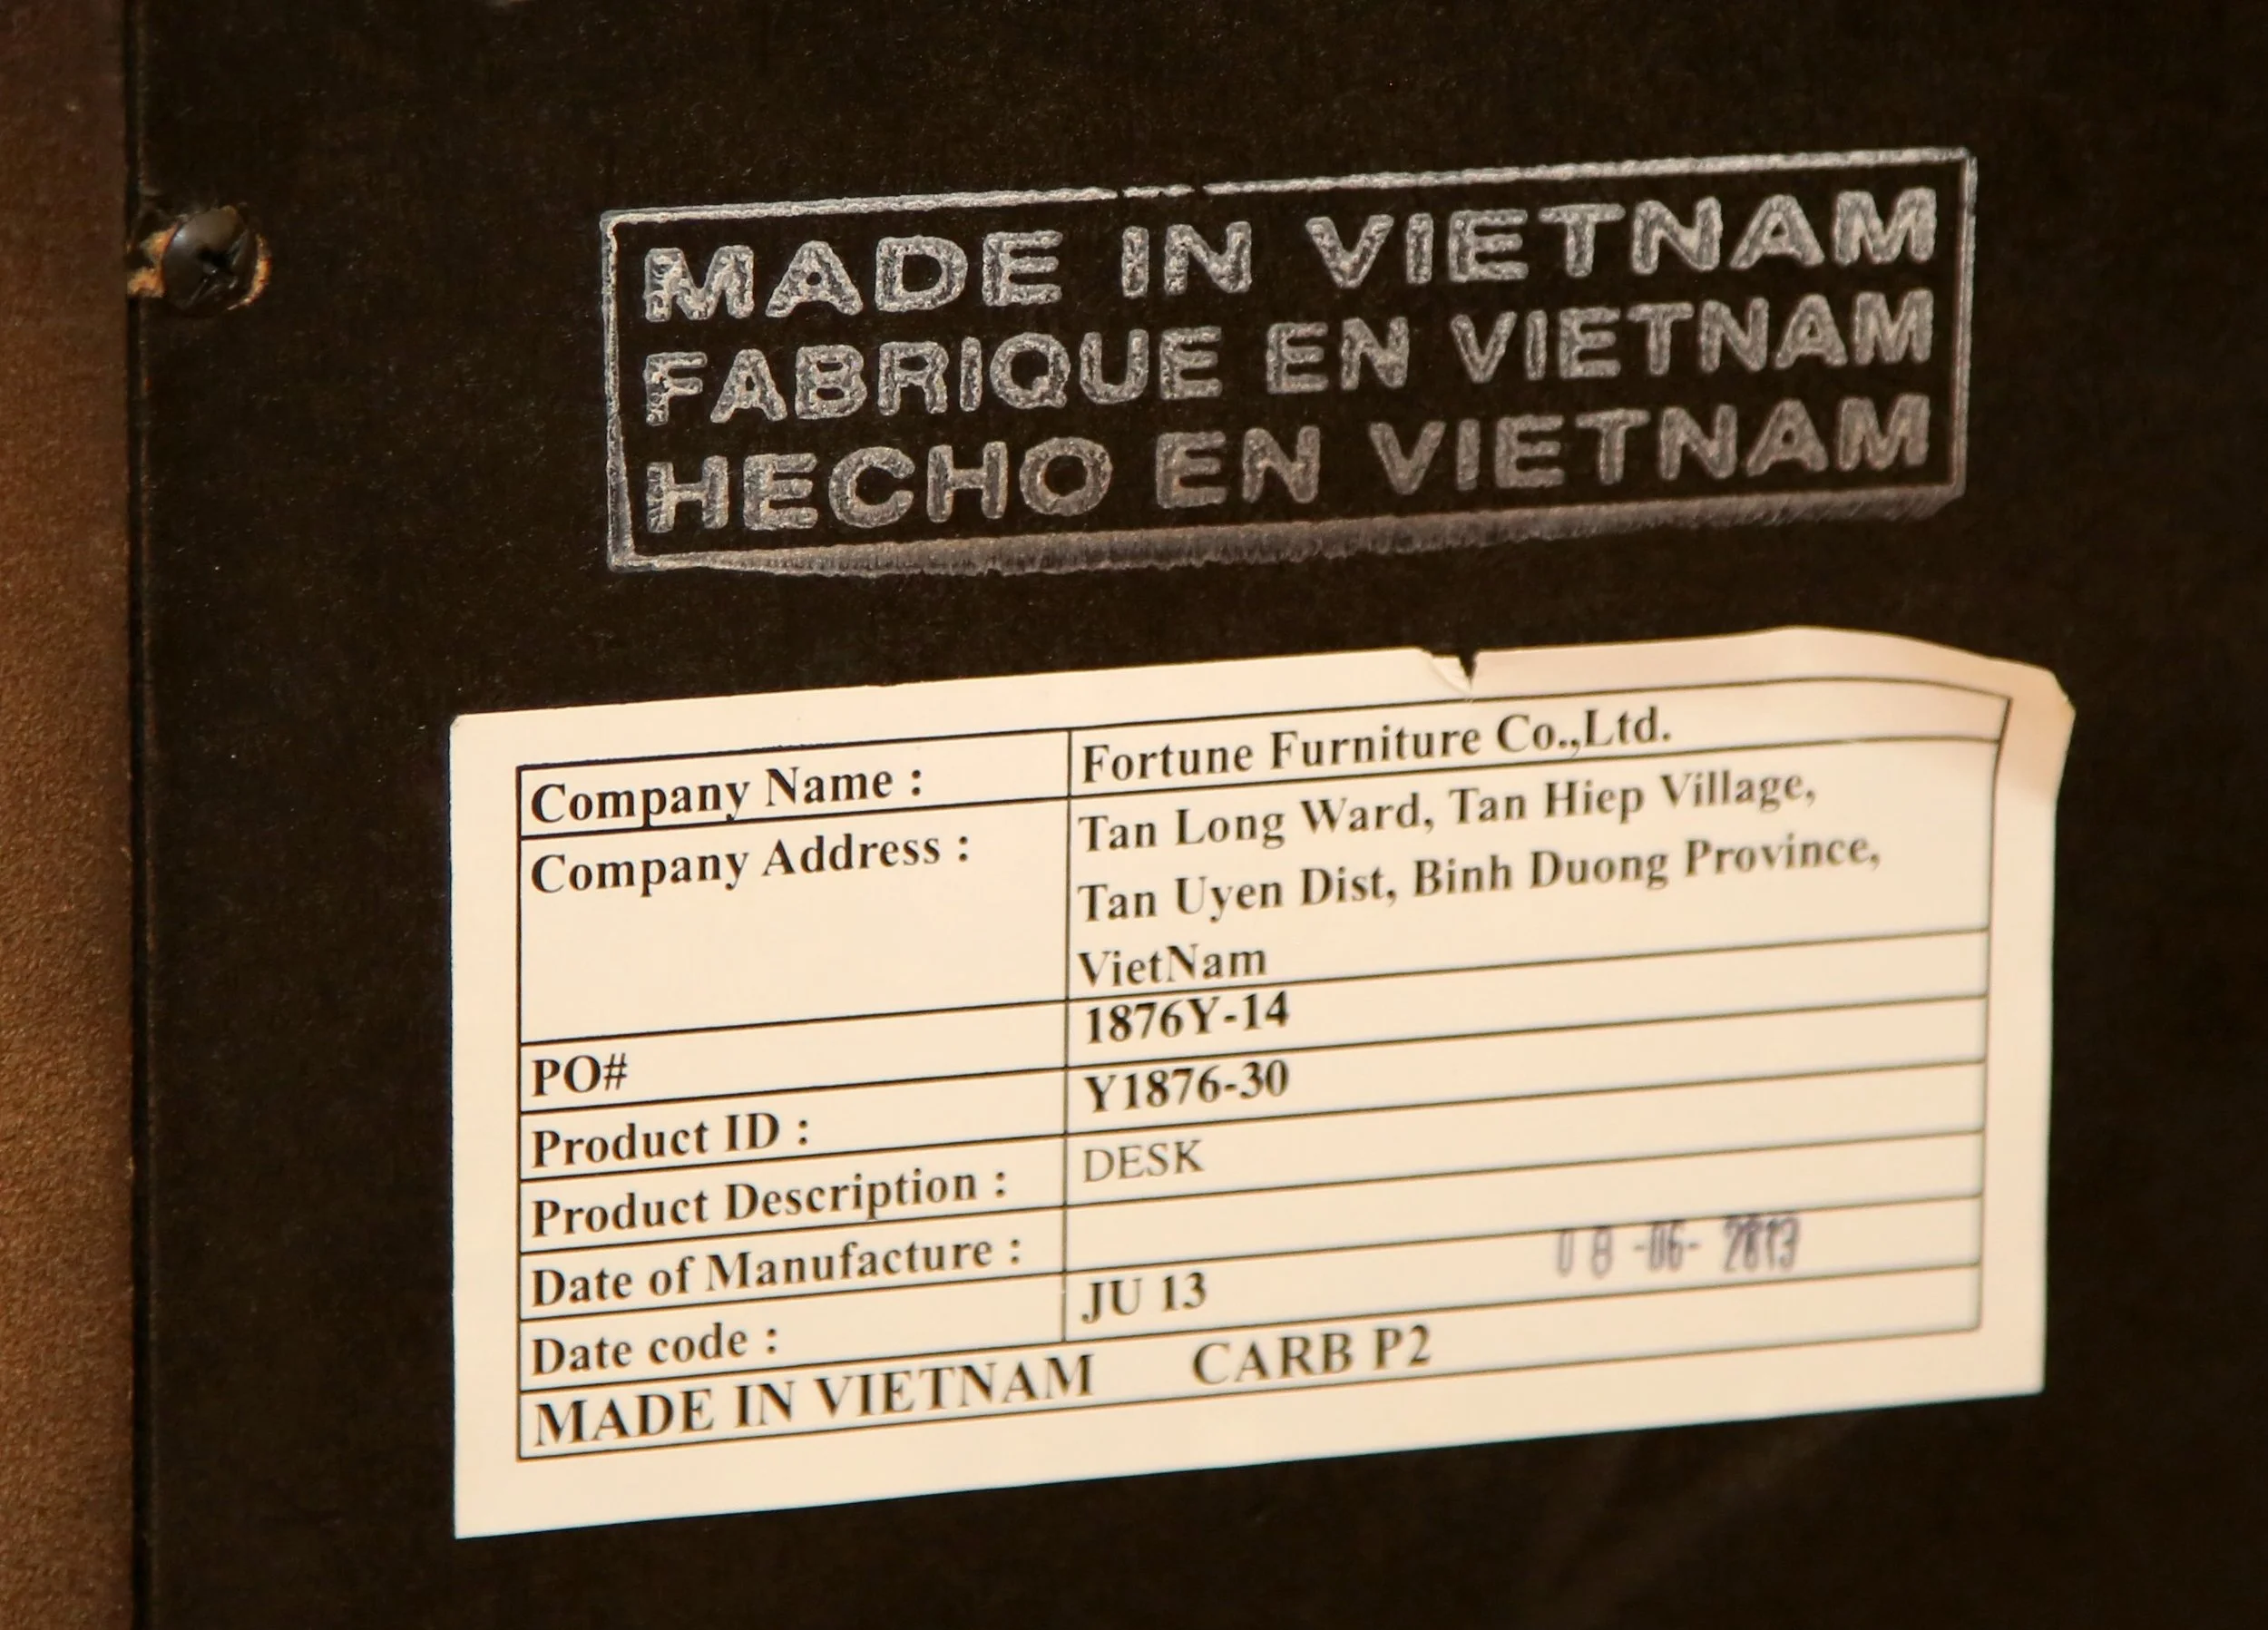 MADE IN VIETNAM
FABRIQUE EN VIETNAM
HECHO EN VIETNAM
Company Name : Fortune Furniture Co.,Ltd.
Company Address : Tan Long Ward, Tan Hiep Village,
Tan Uyen Dist, Binh Duong Province,
VietNam
PO# 1876Y-14
Product ID : Y1876-30
Product Description : DESK
Date of Manufacture : 08-06-2013
Date code : JU 13
MADE IN VIETNAM CARB P2